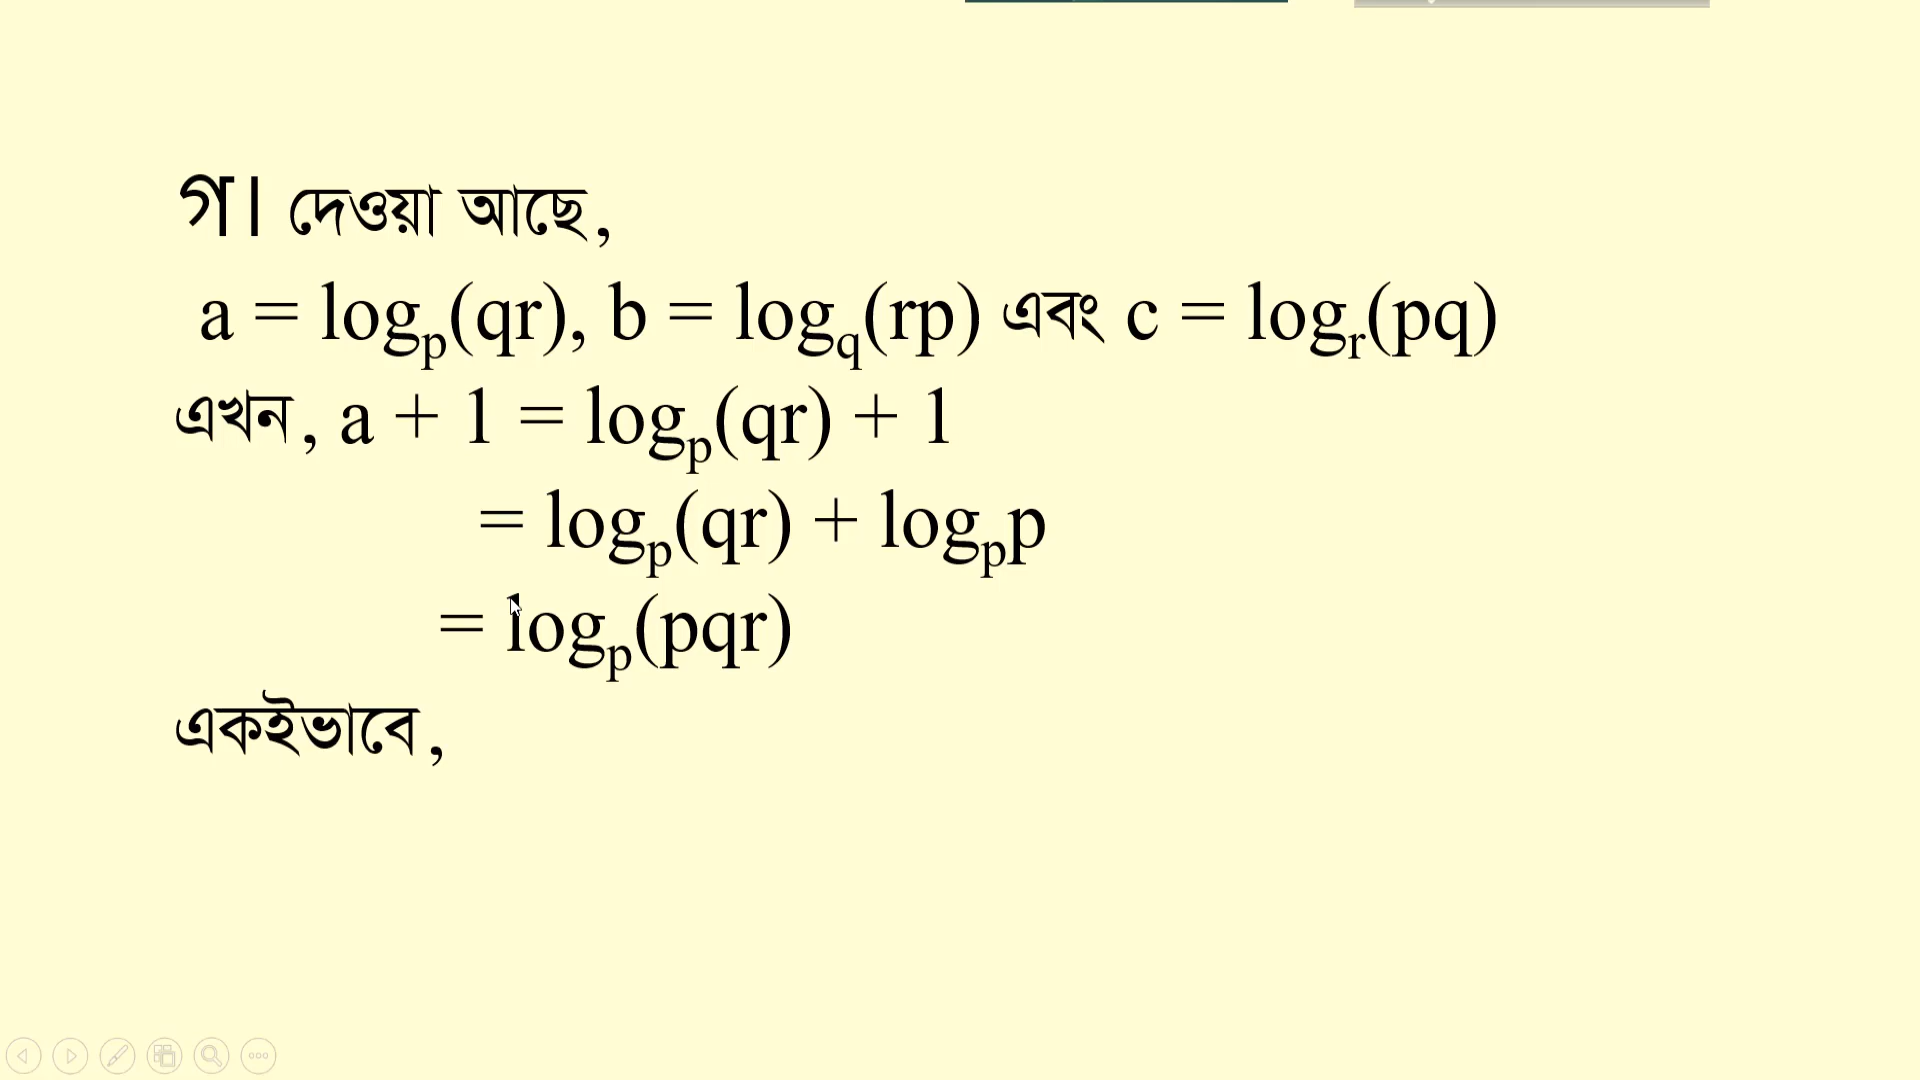 গ। দেওয়া আছে,
a = logₚ(qr), b = log_q(rp) এবং c = logᵣ(pq)
এখন, a + 1 = logₚ(qr) + 1
= logₚ(qr) + logₚp
= logₚ(pqr)
একইভাবে,